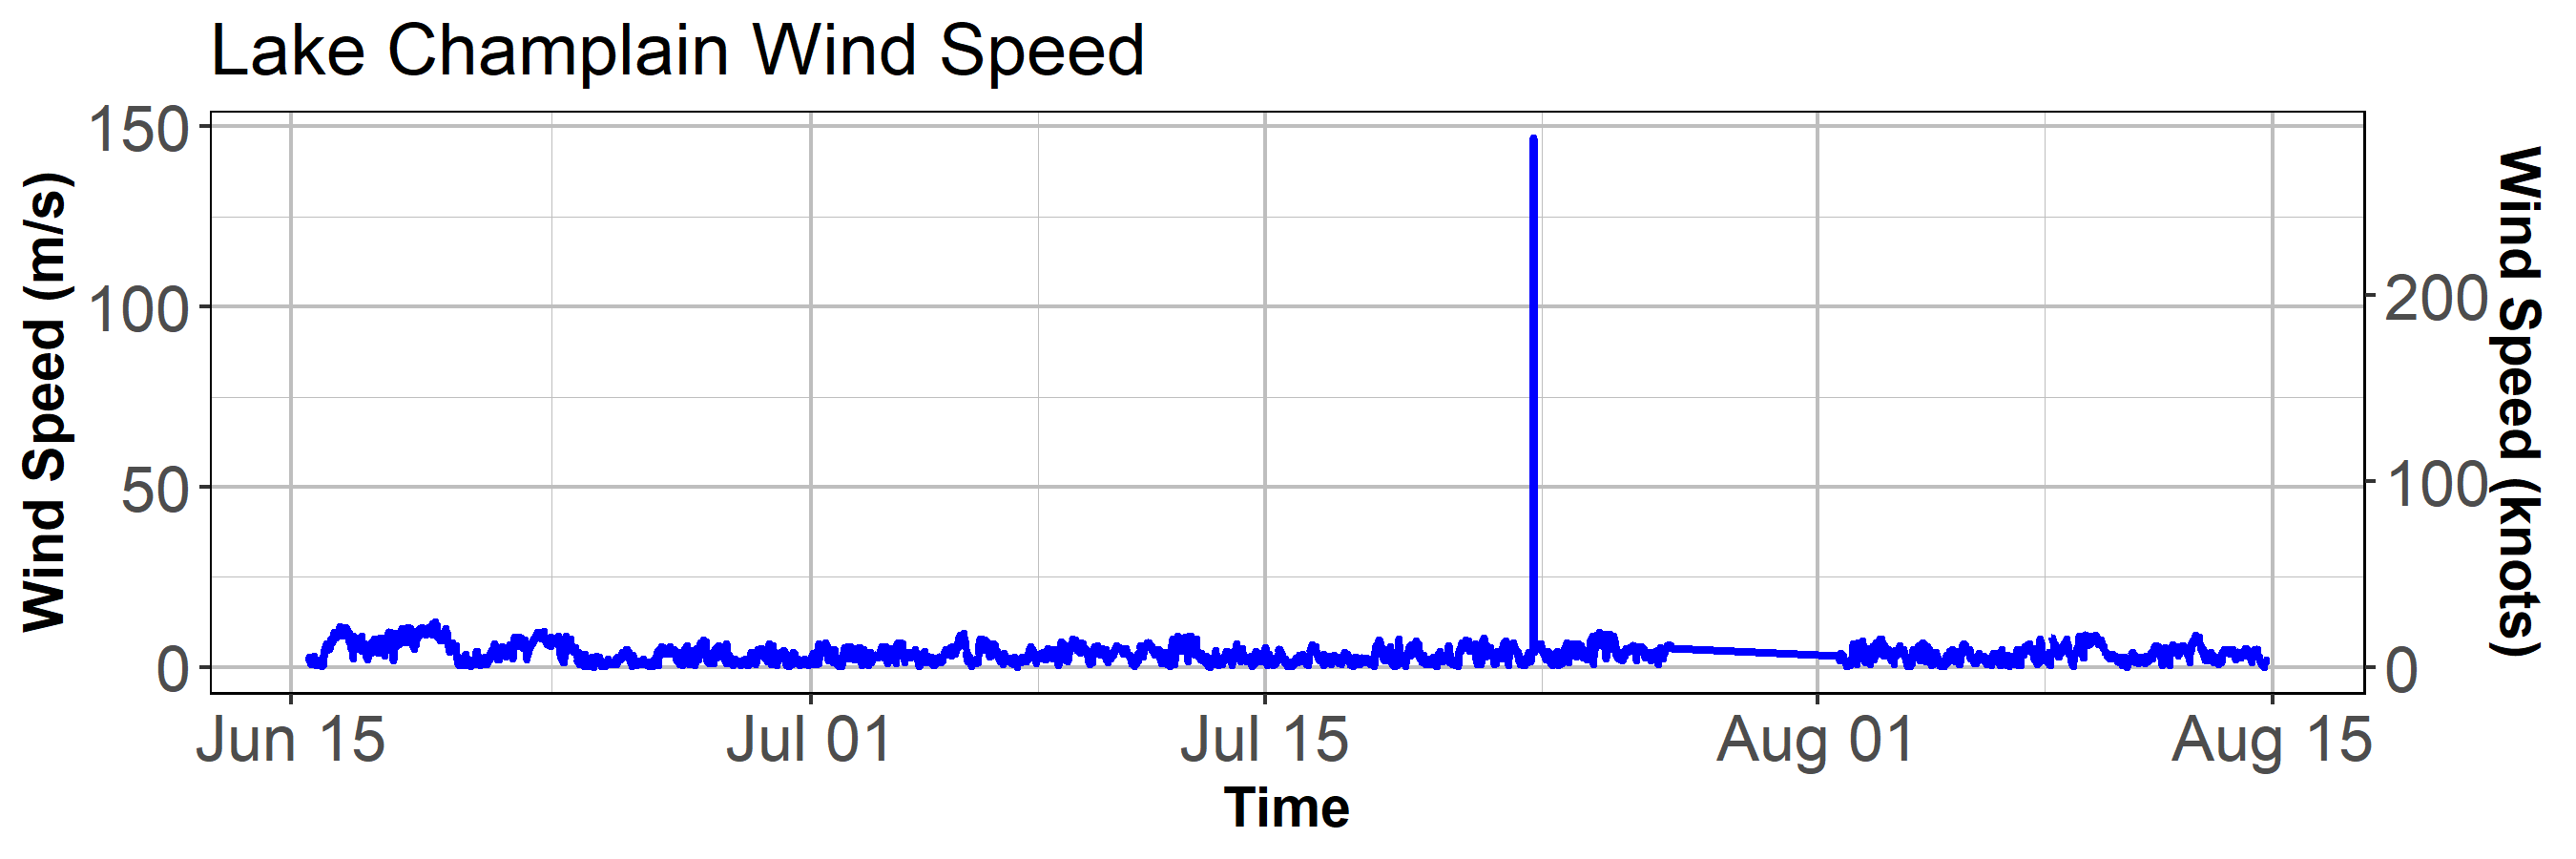 Lake Champlain Wind Speed
150
100
50
0
Wind Speed (m/s)
200
100
0
Wind Speed (knots)
Jun 15
Jul 01
Jul 15
Aug 01
Aug 15
Time